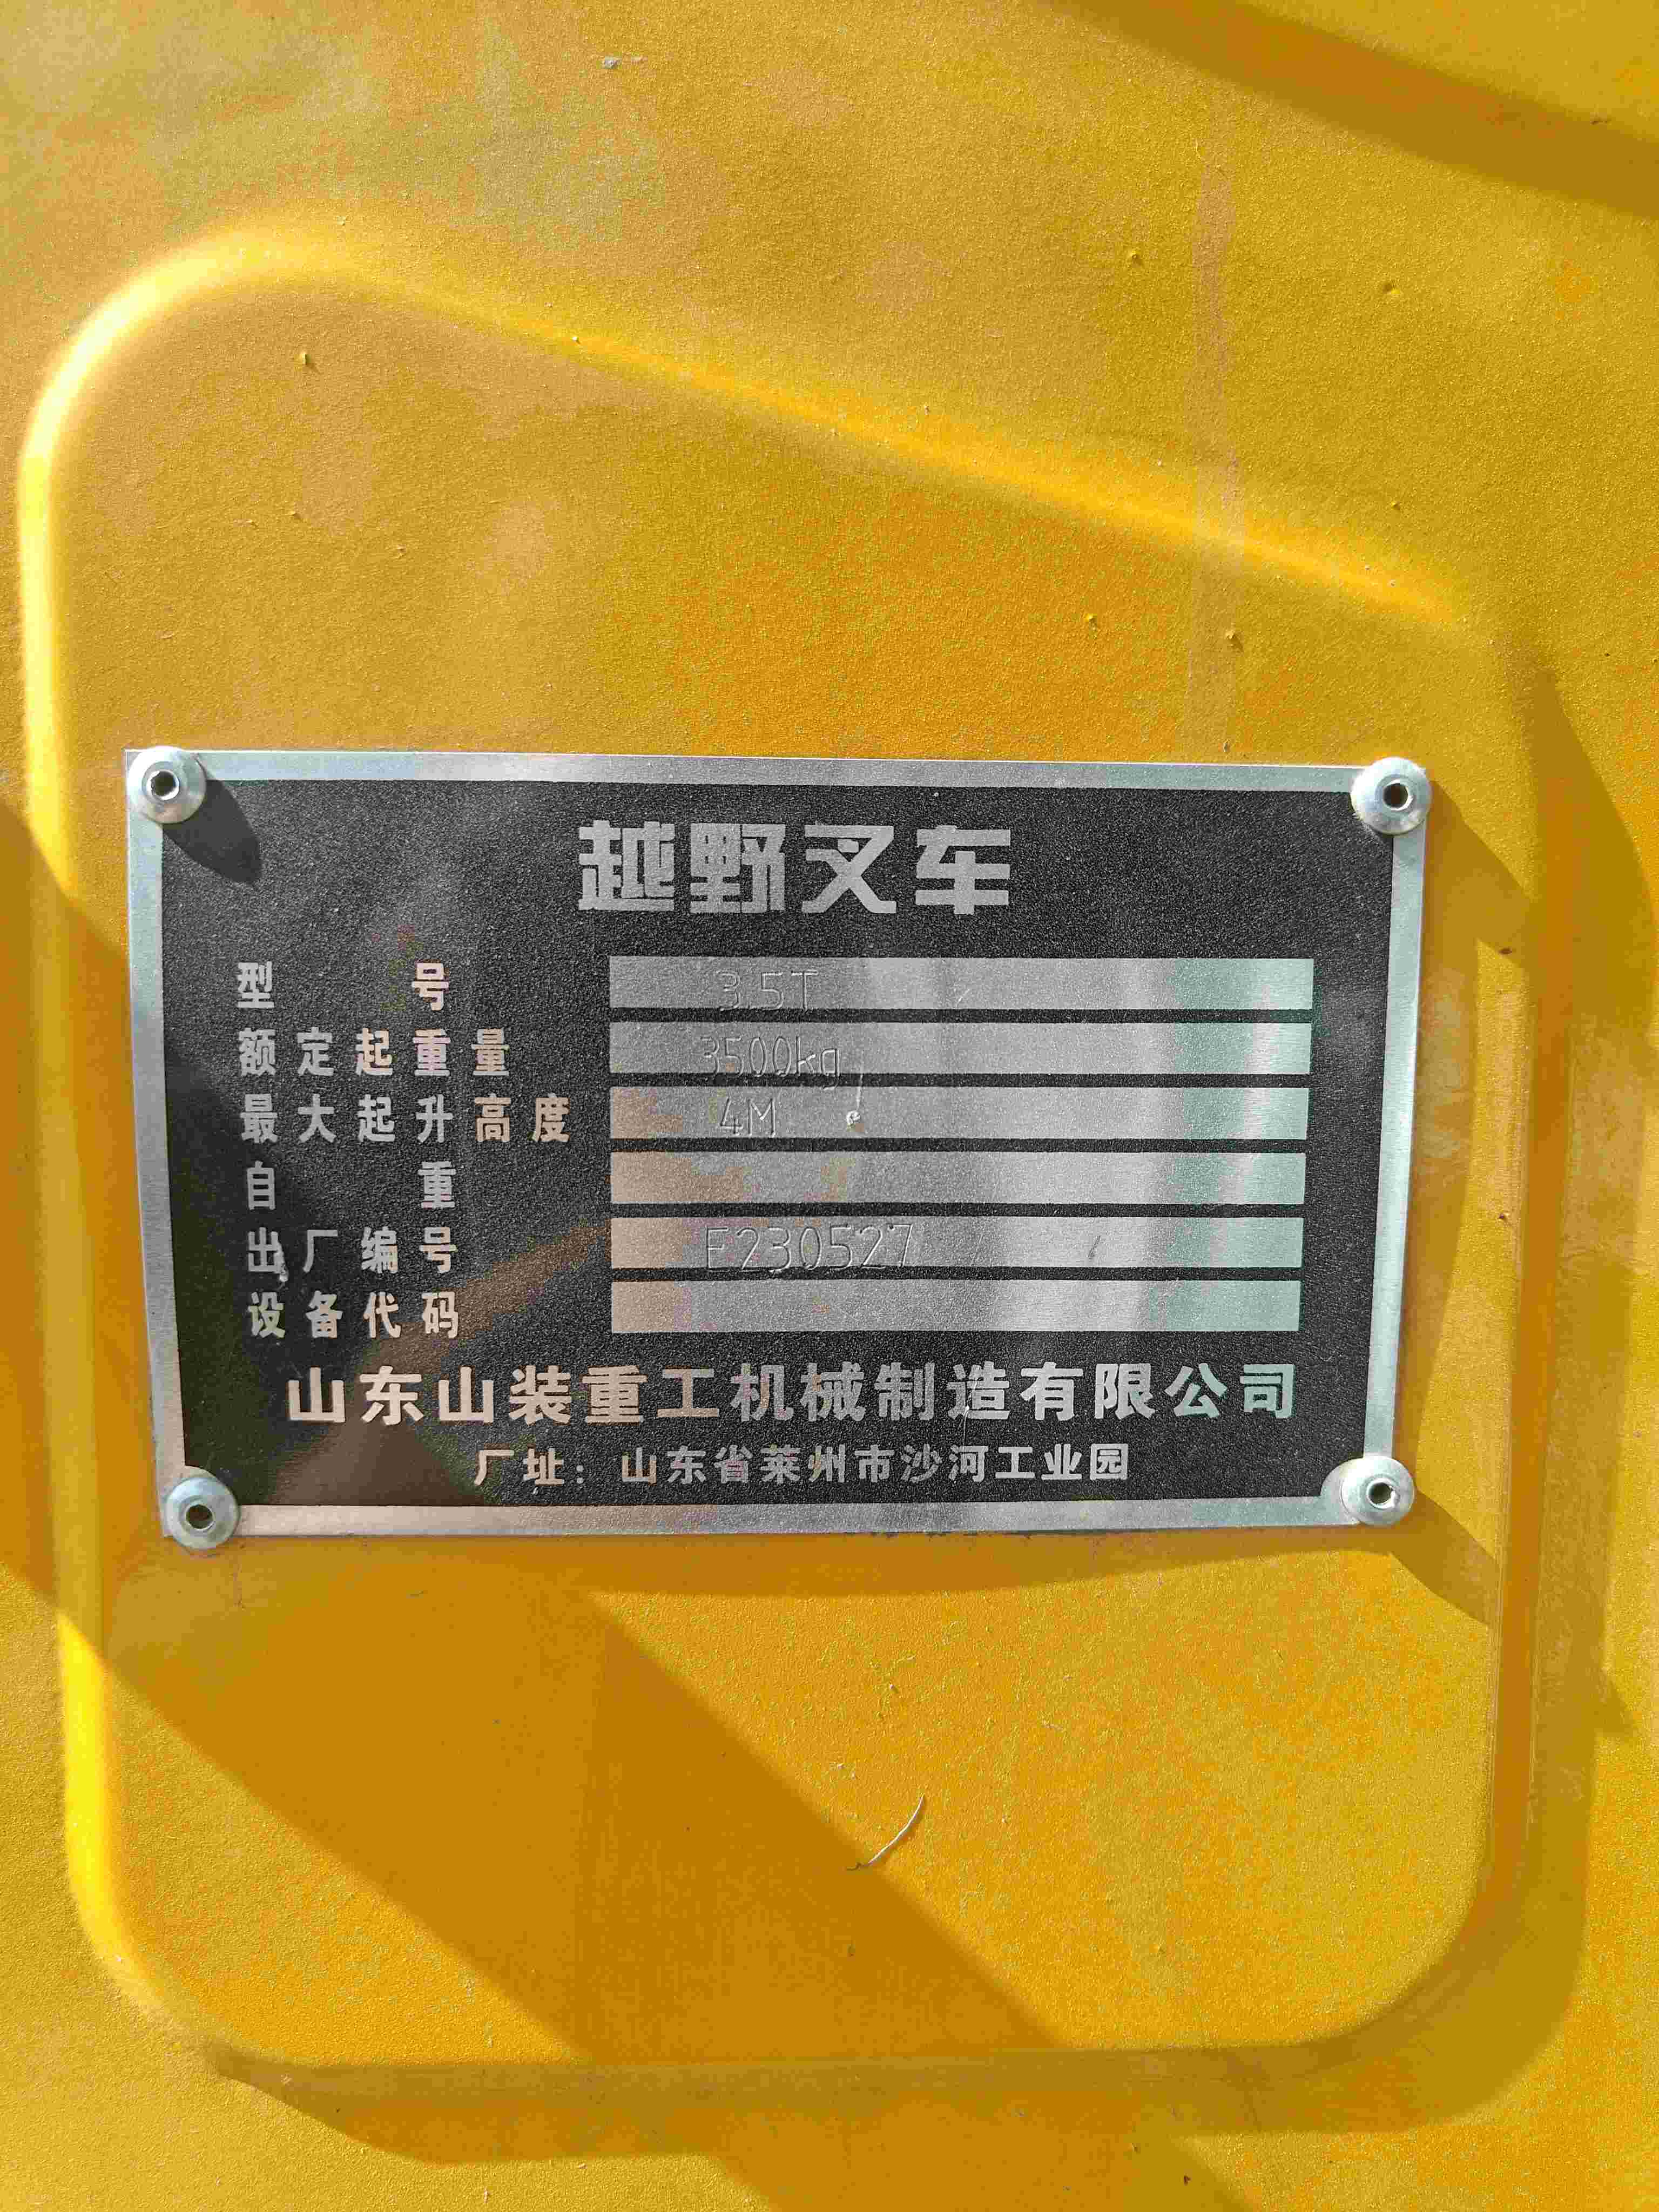 越野叉车
型号 3.5T
额定起重量 3500kg
最大起升高度 4M
自重
出厂编号 E230527
设备代码
山东山装重工机械制造有限公司
厂址：山东省莱州市沙河工业园